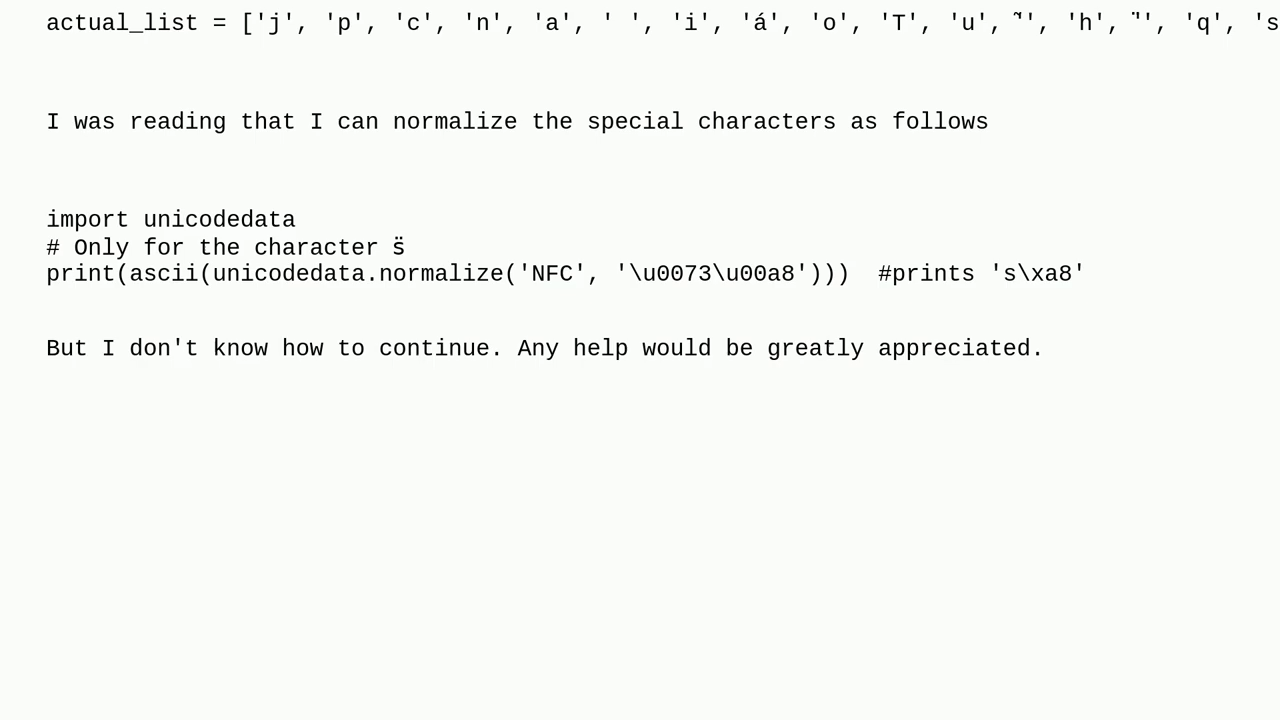 actual_list = ['j', 'p', 'c', 'n', 'a', ' ', 'i', 'á', 'o', 'T', 'u', '̃', 'h', '̈', 'q', 's
I was reading that I can normalize the special characters as follows
import unicodedata
# Only for the character s̈
print(ascii(unicodedata.normalize('NFC', '\u0073\u00a8')))  #prints 's\xa8'
But I don't know how to continue. Any help would be greatly appreciated.